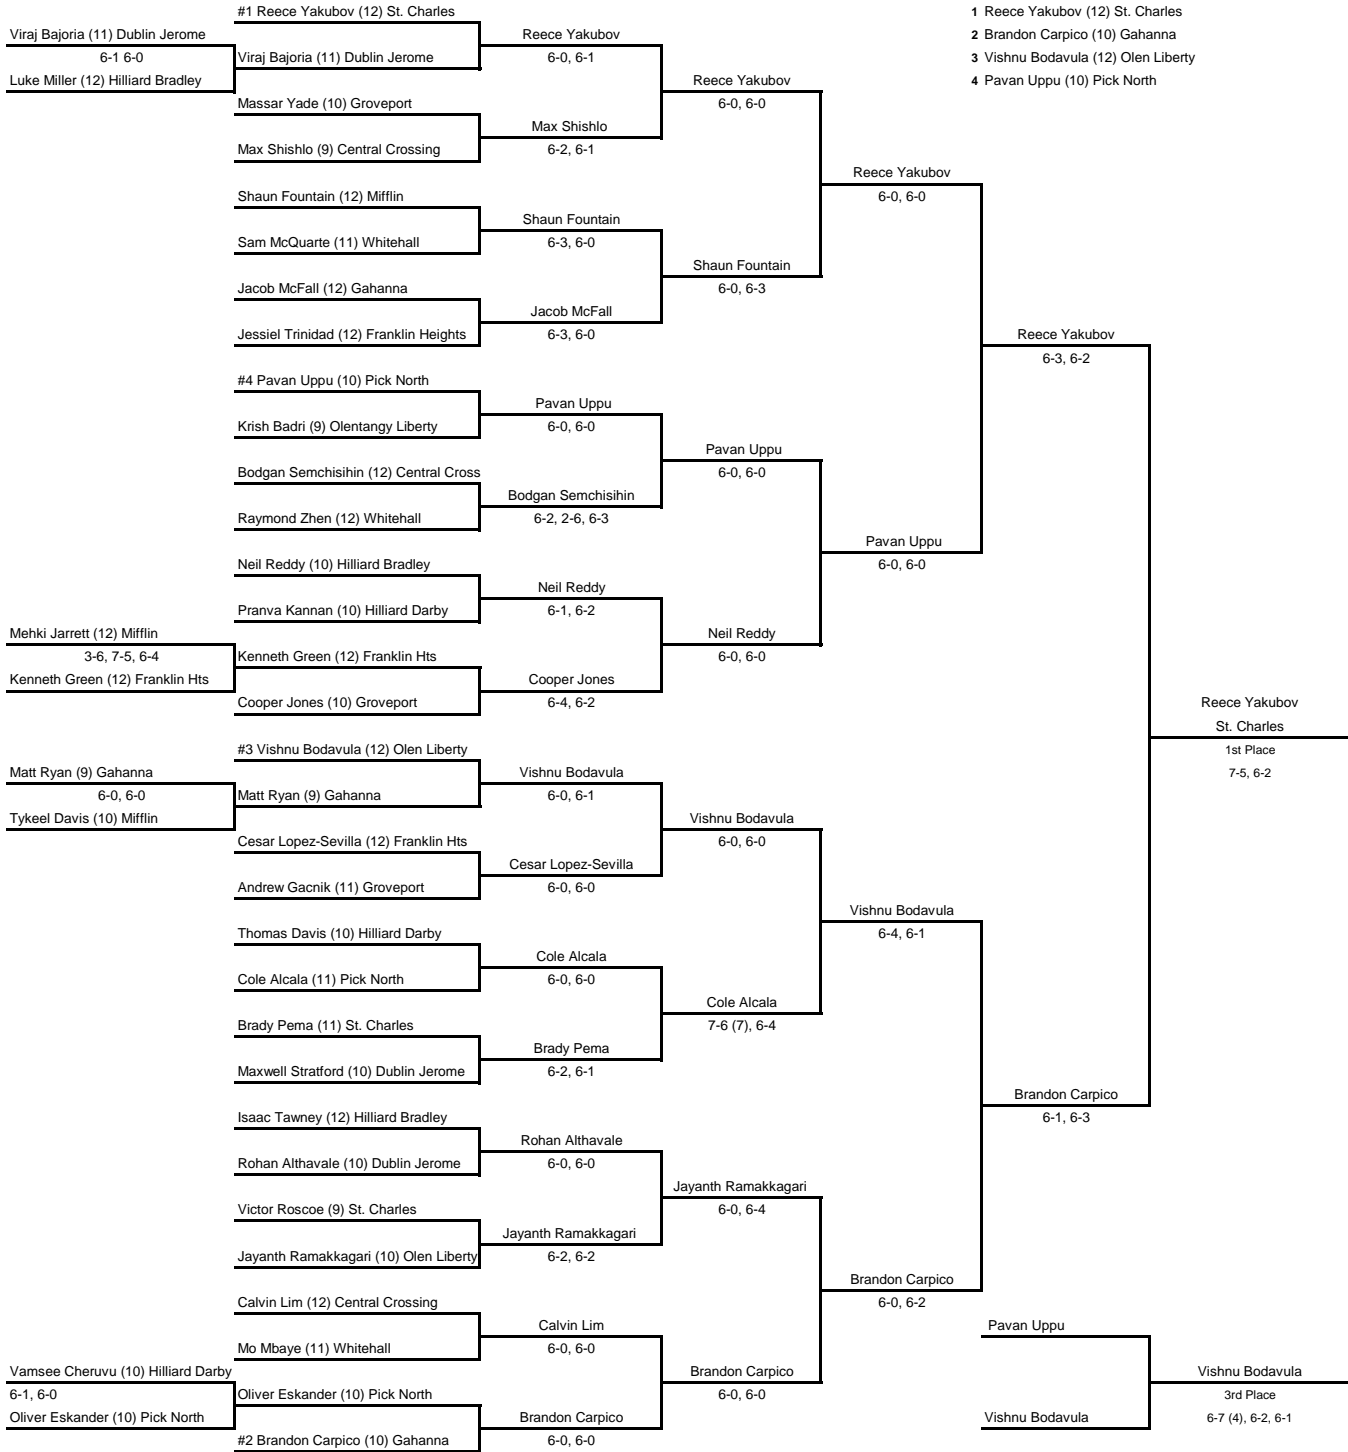 #1 Reece Yakubov (12) St. Charles
1 Reece Yakubov (12) St. Charles
2 Brandon Carpico (10) Gahanna
3 Vishnu Bodavula (12) Olen Liberty
4 Pavan Uppu (10) Pick North
Viraj Bajoria (11) Dublin Jerome
6-1 6-0
Luke Miller (12) Hilliard Bradley
Viraj Bajoria (11) Dublin Jerome
Reece Yakubov
6-0, 6-1
Massar Yade (10) Groveport
Max Shishlo (9) Central Crossing
Max Shishlo
6-2, 6-1
Reece Yakubov
6-0, 6-0
Shaun Fountain (12) Mifflin
Sam McQuarte (11) Whitehall
Shaun Fountain
6-3, 6-0
Jacob McFall (12) Gahanna
Jessiel Trinidad (12) Franklin Heights
Jacob McFall
6-3, 6-0
Shaun Fountain
6-0, 6-3
Reece Yakubov
6-0, 6-0
#4 Pavan Uppu (10) Pick North
Krish Badri (9) Olentangy Liberty
Pavan Uppu
6-0, 6-0
Bodgan Semchisihin (12) Central Cross
Raymond Zhen (12) Whitehall
Bodgan Semchisihin
6-2, 2-6, 6-3
Pavan Uppu
6-0, 6-0
Neil Reddy (10) Hilliard Bradley
Pranva Kannan (10) Hilliard Darby
Neil Reddy
6-1, 6-2
Mehki Jarrett (12) Mifflin
3-6, 7-5, 6-4
Kenneth Green (12) Franklin Hts
Kenneth Green (12) Franklin Hts
Cooper Jones (10) Groveport
Cooper Jones
6-4, 6-2
Neil Reddy
6-0, 6-0
Pavan Uppu
6-0, 6-0
Reece Yakubov
6-3, 6-2
#3 Vishnu Bodavula (12) Olen Liberty
Matt Ryan (9) Gahanna
6-0, 6-0
Tykeel Davis (10) Mifflin
Matt Ryan (9) Gahanna
Vishnu Bodavula
6-0, 6-1
Cesar Lopez-Sevilla (12) Franklin Hts
Andrew Gacnik (11) Groveport
Cesar Lopez-Sevilla
6-0, 6-0
Vishnu Bodavula
6-0, 6-0
Thomas Davis (10) Hilliard Darby
Cole Alcala (11) Pick North
Cole Alcala
6-0, 6-0
Brady Pema (11) St. Charles
Maxwell Stratford (10) Dublin Jerome
Brady Pema
6-2, 6-1
Cole Alcala
7-6 (7), 6-4
Vishnu Bodavula
6-4, 6-1
Isaac Tawney (12) Hilliard Bradley
Rohan Althavale (10) Dublin Jerome
Rohan Althavale
6-0, 6-0
Victor Roscoe (9) St. Charles
Jayanth Ramakkagari (10) Olen Liberty
Jayanth Ramakkagari
6-2, 6-2
Jayanth Ramakkagari
6-0, 6-4
Calvin Lim (12) Central Crossing
Mo Mbaye (11) Whitehall
Calvin Lim
6-0, 6-0
Vamsee Cheruvu (10) Hilliard Darby
6-1, 6-0
Oliver Eskander (10) Pick North
Oliver Eskander (10) Pick North
#2 Brandon Carpico (10) Gahanna
Brandon Carpico
6-0, 6-0
Brandon Carpico
6-0, 6-0
Brandon Carpico
6-0, 6-2
Brandon Carpico
6-1, 6-3
Reece Yakubov
St. Charles
1st Place
7-5, 6-2
Pavan Uppu
Vishnu Bodavula
Vishnu Bodavula
3rd Place
6-7 (4), 6-2, 6-1